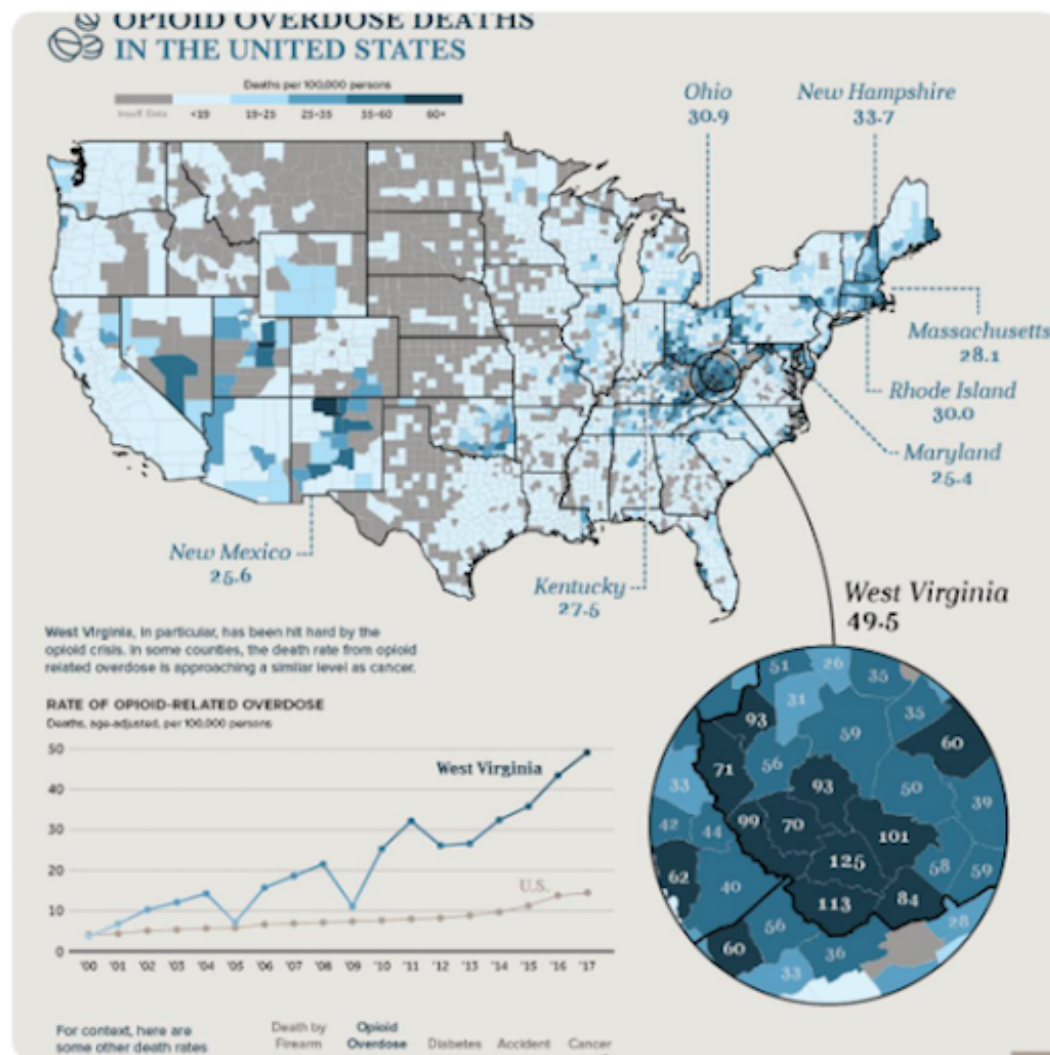 OPIOID OVERDOSE DEATHS
IN THE UNITED STATES
Deaths per 100,000 persons
Insuff. Data <19 19-25 25-35 35-60 60+
Ohio
30.9
New Hampshire
33.7
Massachusetts
28.1
Rhode Island
30.0
Maryland
25.4
New Mexico
25.6
Kentucky
27.5
West Virginia
49.5
West Virginia, in particular, has been hit hard by the
opioid crisis. In some counties, the death rate from opioid
related overdose is approaching a similar level as cancer.
RATE OF OPIOID-RELATED OVERDOSE
Deaths, age-adjusted, per 100,000 persons
50
40
30
20
10
0
West Virginia
U.S.
'00 '01 '02 '03 '04 '05 '06 '07 '08 '09 '10 '11 '12 '13 '14 '15 '16 '17
51 26 35
31
93 35
59 60
71 56
33 93 50
39
42 44 99 70 101
125 58 59
62 40
113 84
56 28
60 36
33
For context, here are
some other death rates
Death by
Firearm
Opioid
Overdose
Diabetes
Accident
Cancer